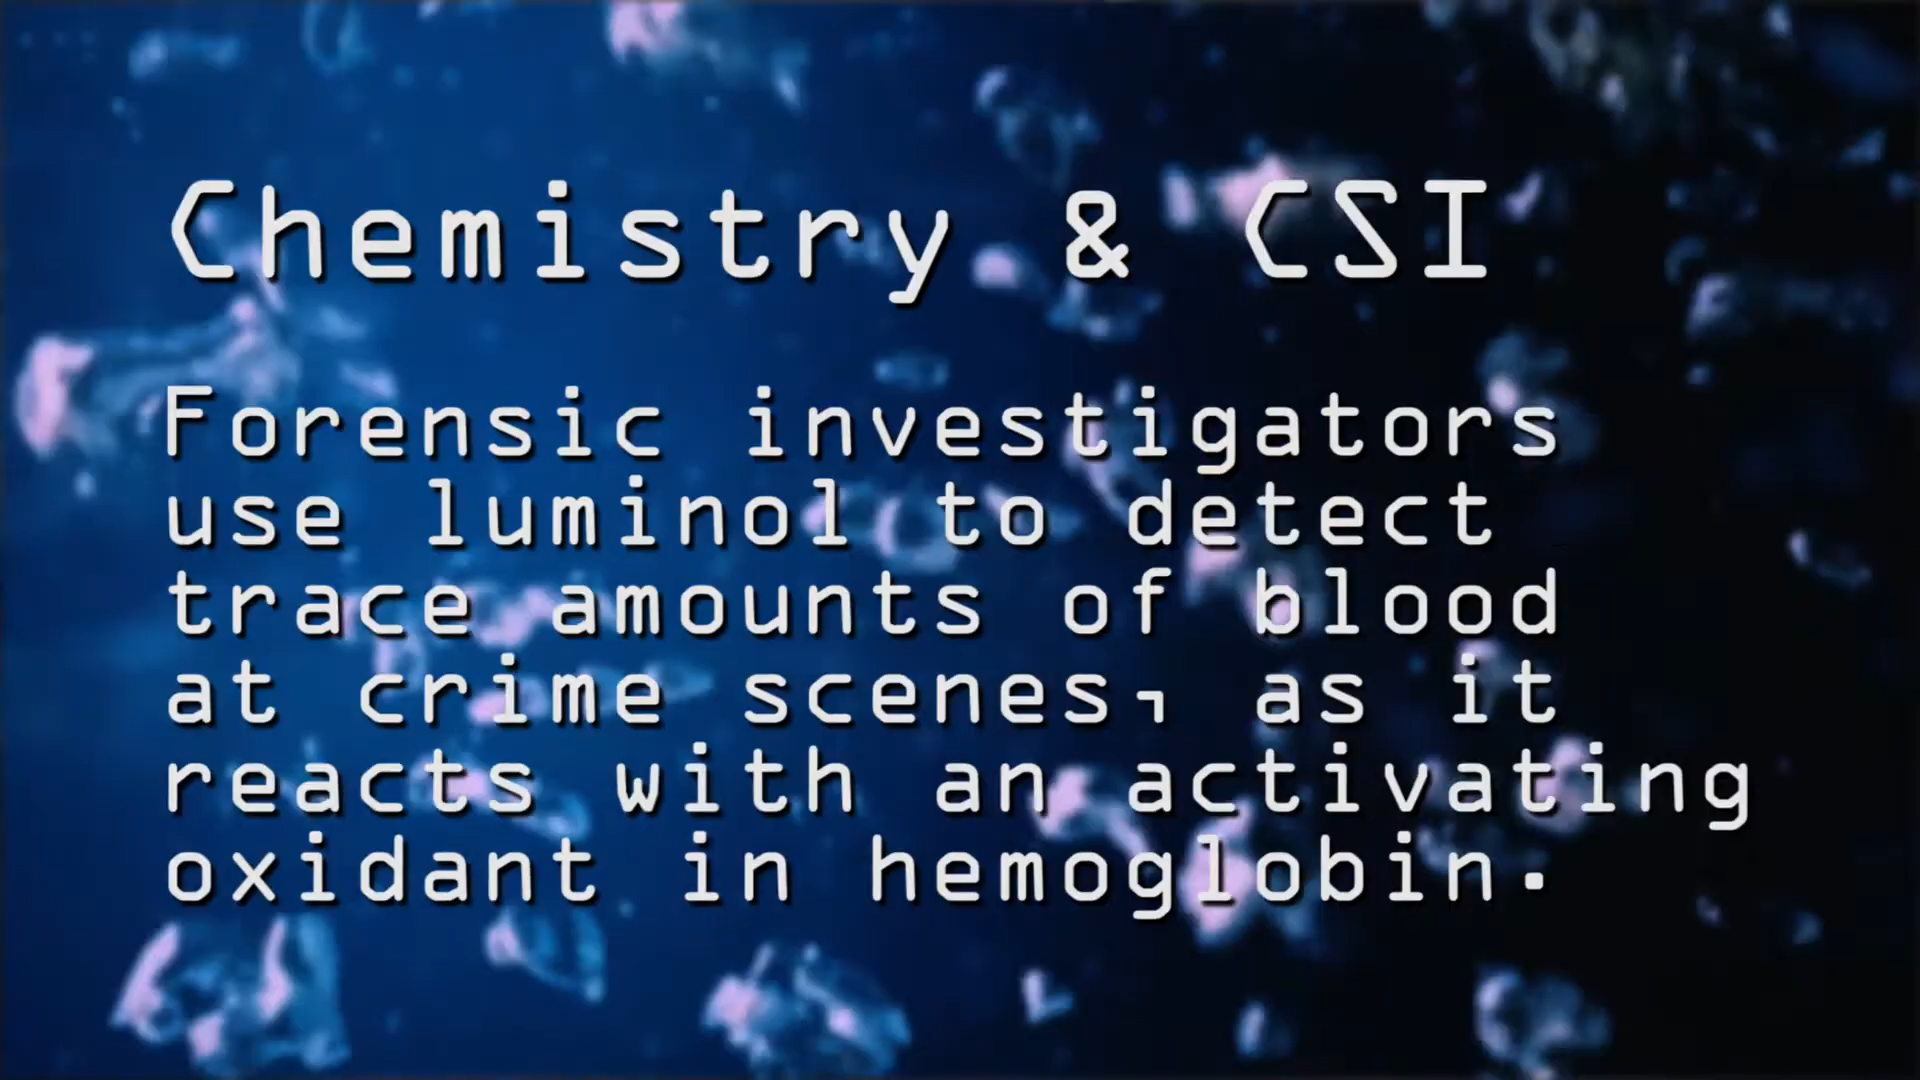 Chemistry & CSI
Forensic investigators
use luminol to detect
trace amounts of blood
at crime scenes, as it
reacts with an activating
oxidant in hemoglobin.